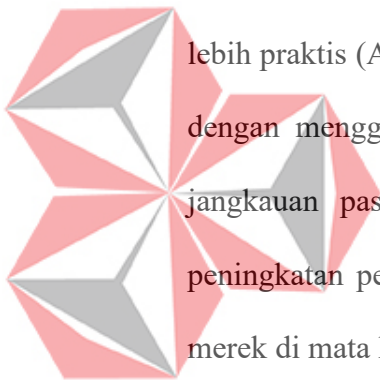 lebih praktis (A
dengan mengg
jangkauan pas
peningkatan pe
merek di mata